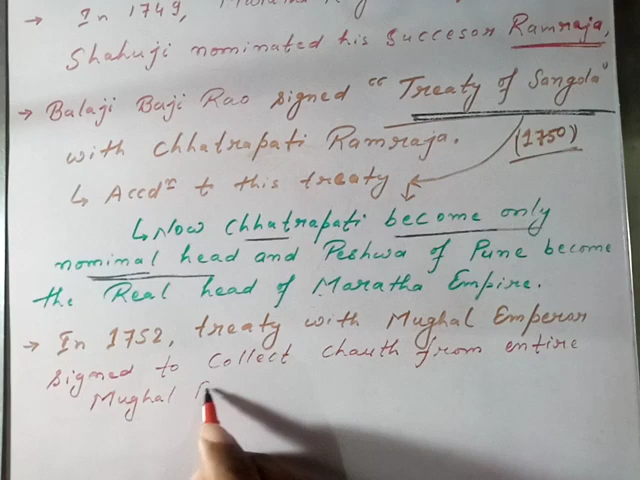 → In 1749,
Shahuji nominated his Succesor Ramraja,
→ Balaji Baji Rao signed "Treaty of Sangola"
with Chhatrapati Ramraja. (1750)
↳ Accdn to this treaty
↳ Now Chhatrapati become only
nominal head and Peshwa of Pune become
the Real head of Maratha Empire.
→ In 1752, treaty with Mughal Emperor
signed to Collect Chauth from entire
Mughal